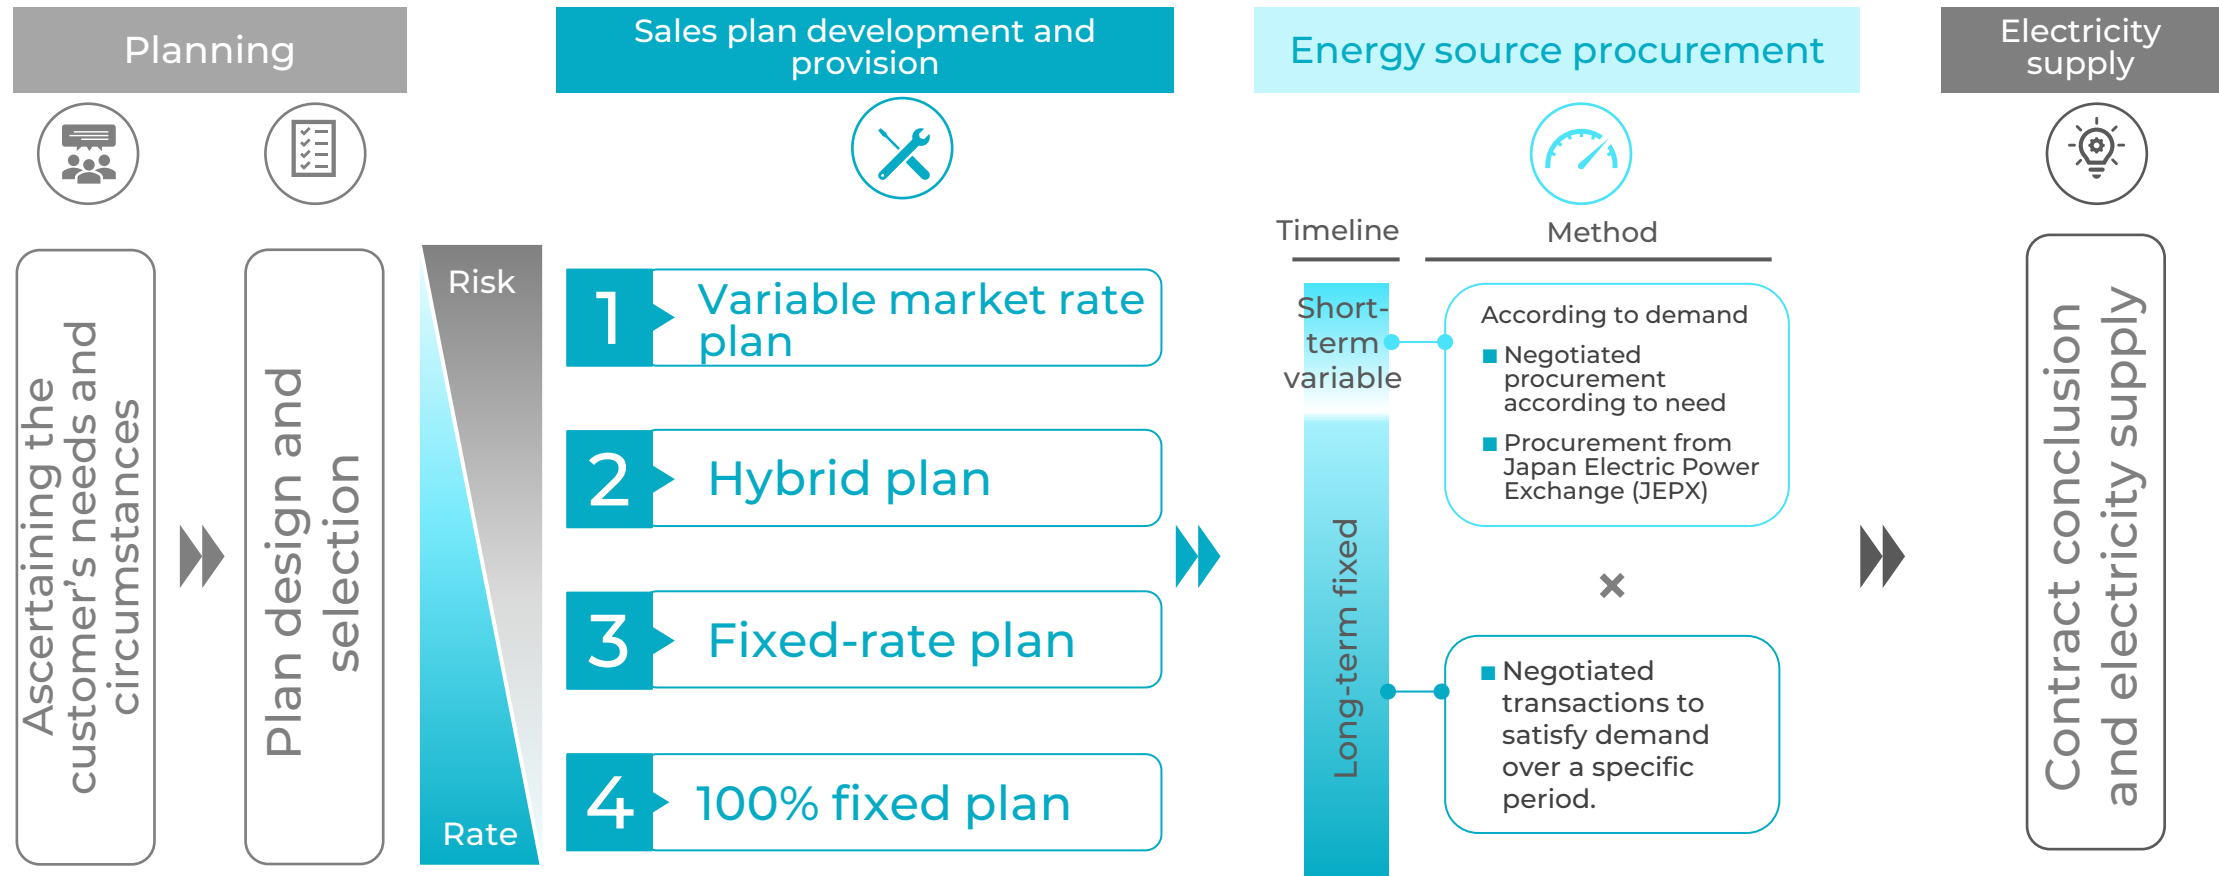 Planning
Ascertaining the
customer's needs and
circumstances
Plan design and
selection
Sales plan development and
provision
Risk
Rate
1
Variable market rate
plan
2
Hybrid plan
3
Fixed-rate plan
4
100% fixed plan
Energy source procurement
Timeline
Method
Short-
term
variable
According to demand
Negotiated
procurement
according to need
Procurement from
Japan Electric Power
Exchange (JEPX)
×
Long-term fixed
Negotiated
transactions to
satisfy demand
over a specific
period.
Electricity
supply
Contract conclusion
and electricity supply